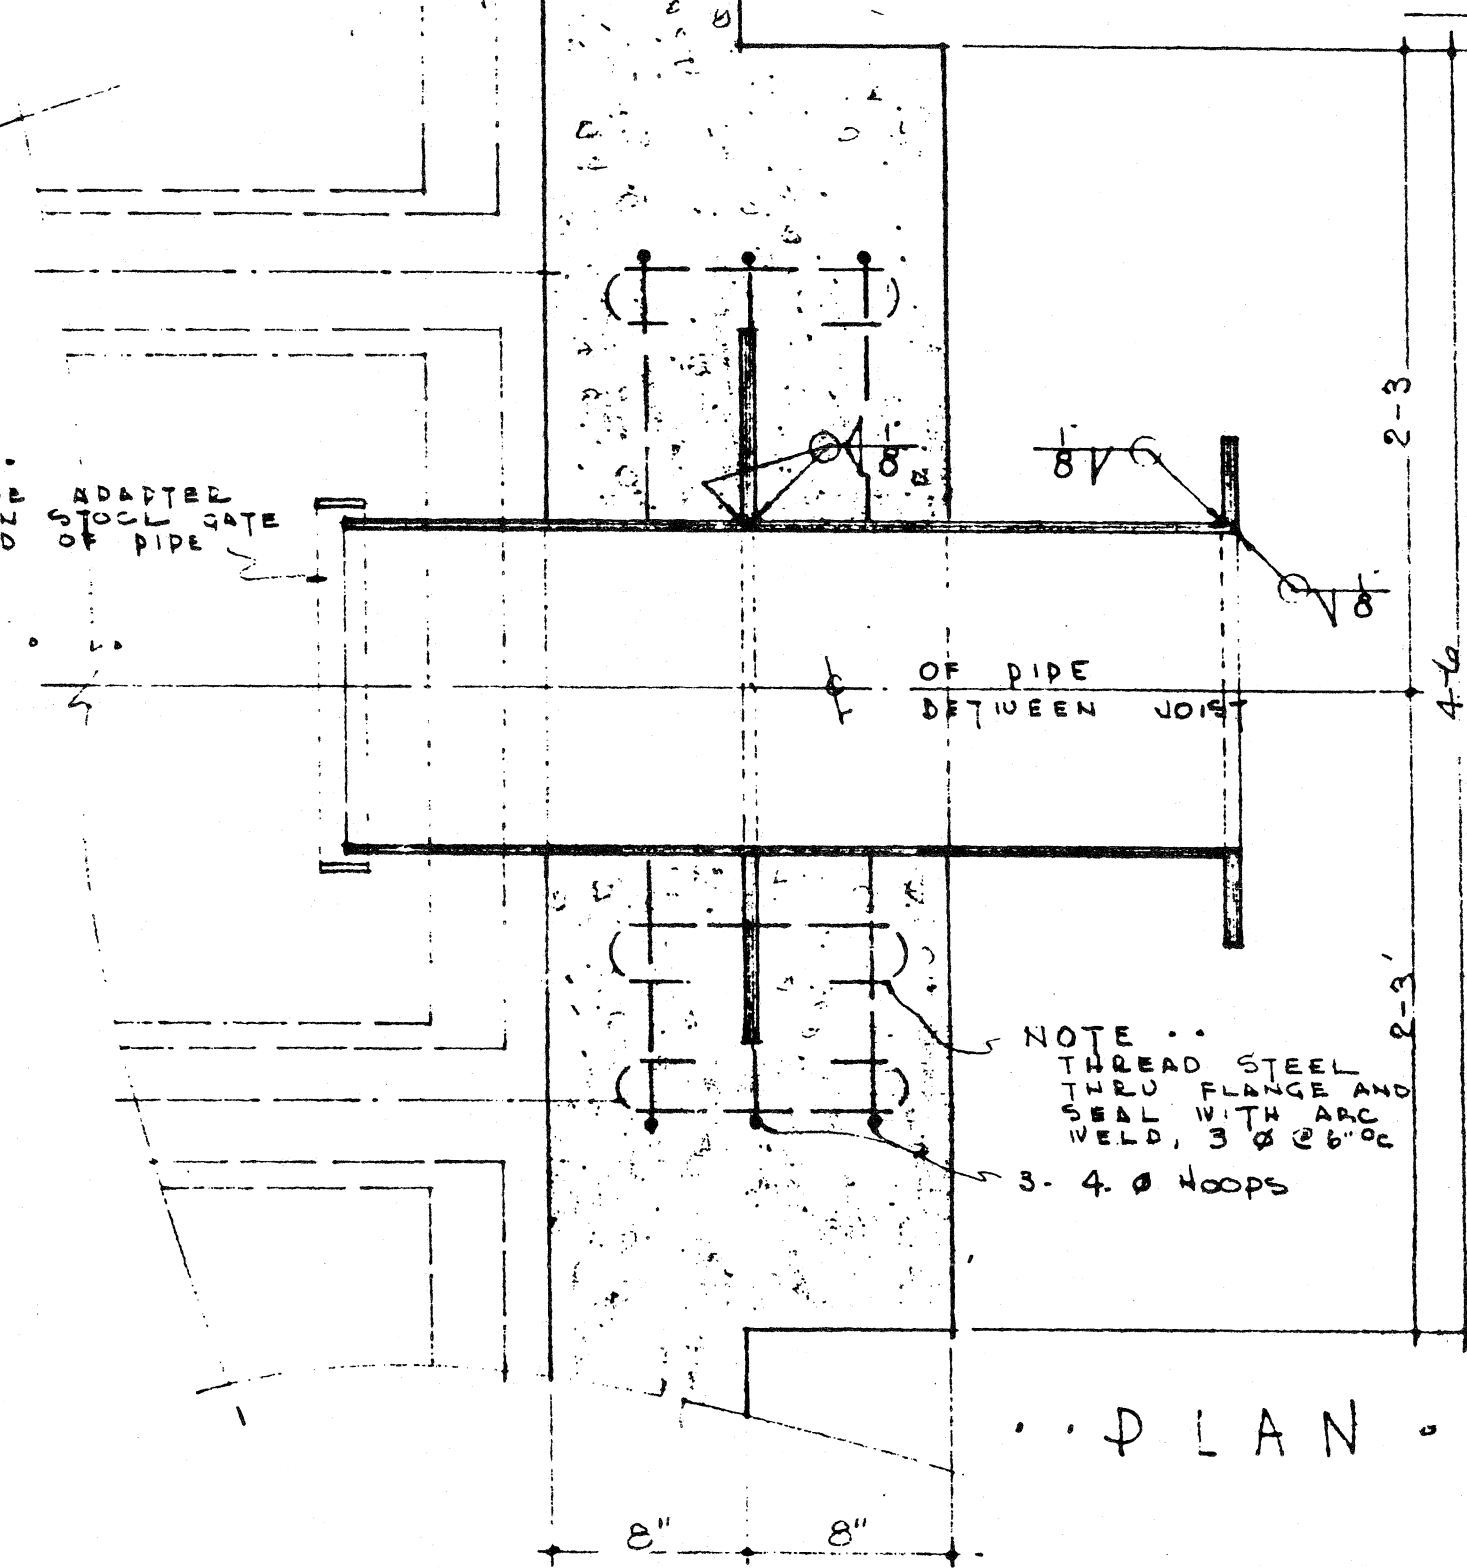 ADAPTER
STOCK GATE
OF PIPE
1/8
1/8
1/8
2-3
4-6
2-3'
OF PIPE
BETWEEN JOIST
NOTE ··
THREAD STEEL
THRU FLANGE AND
SEAL WITH ARC
WELD, 3 Ø @ 6" OC
3- 4. Ø HOOPS
·· PLAN ·
8" 8"